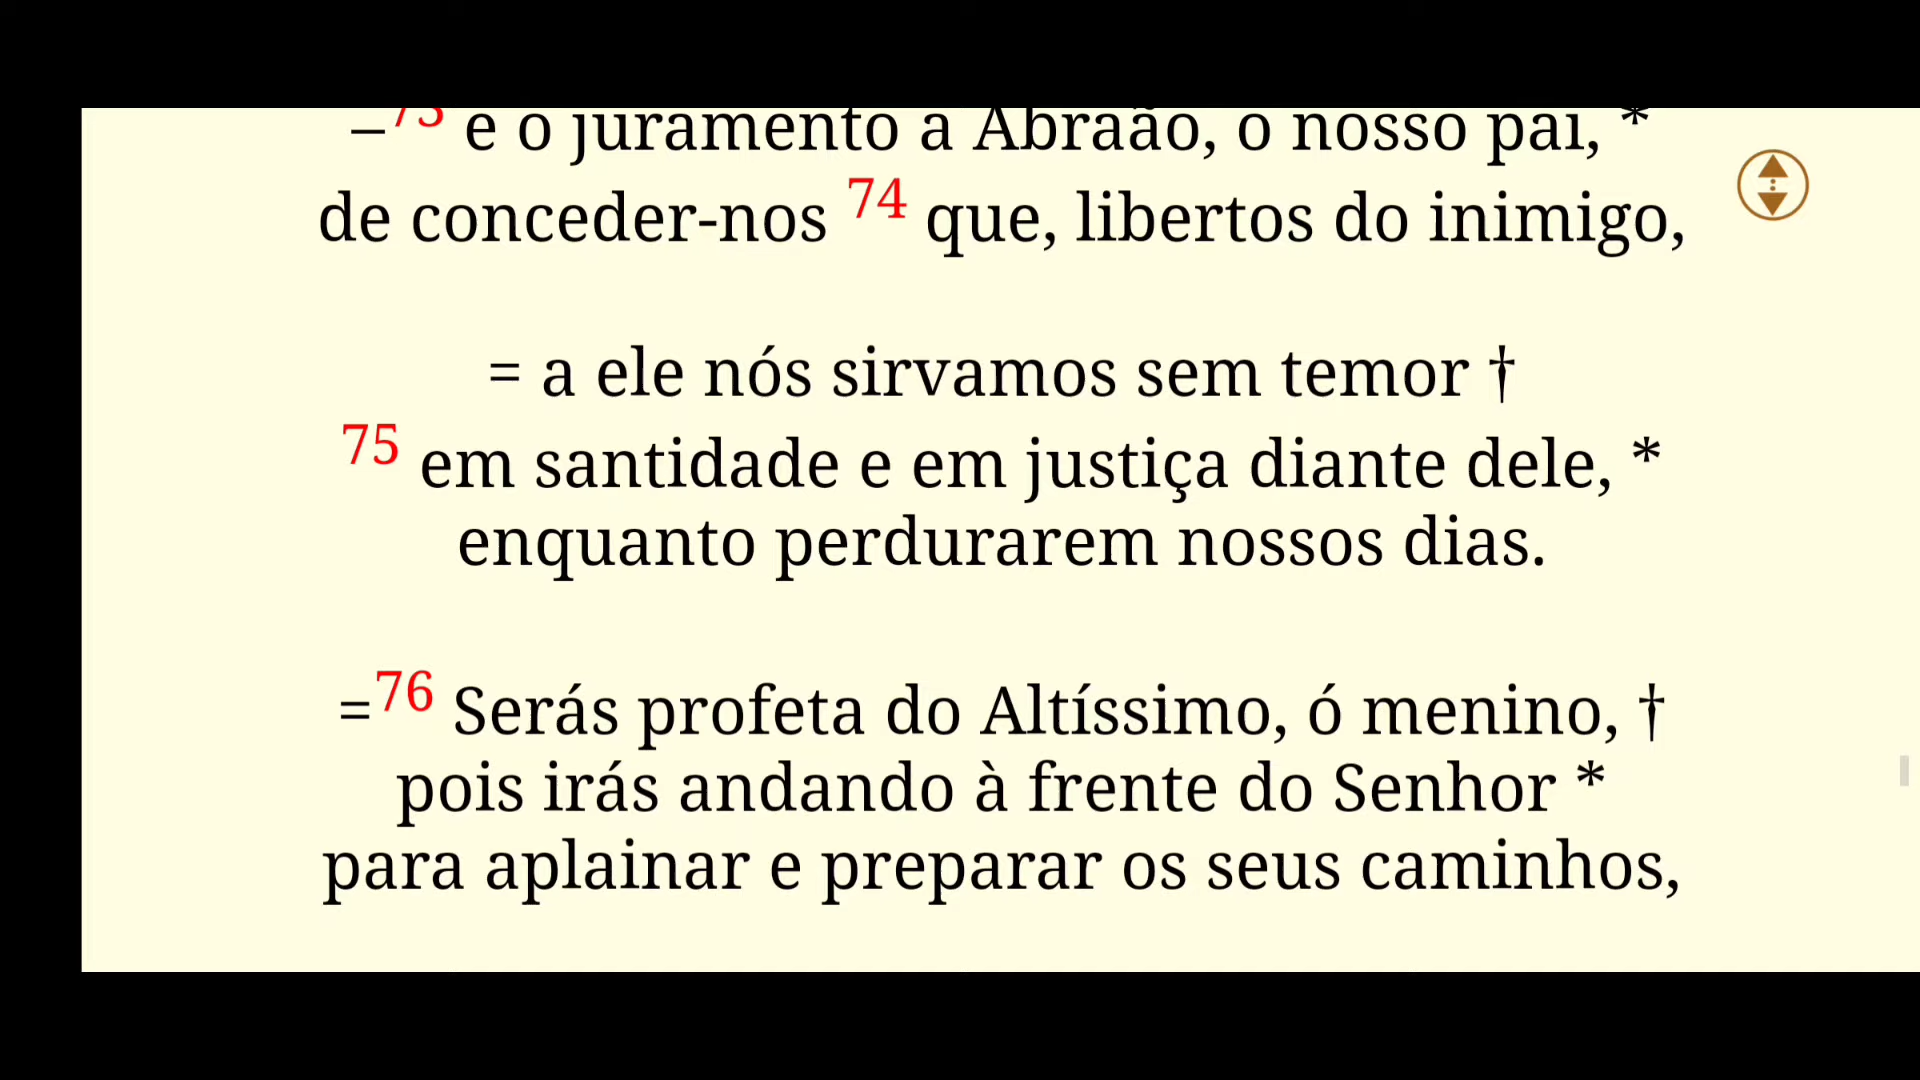 –73 e o juramento a Abraão, o nosso pai, *
de conceder-nos 74 que, libertos do inimigo,
= a ele nós sirvamos sem temor †
75 em santidade e em justiça diante dele, *
enquanto perdurarem nossos dias.
=76 Serás profeta do Altíssimo, ó menino, †
pois irás andando à frente do Senhor *
para aplainar e preparar os seus caminhos,